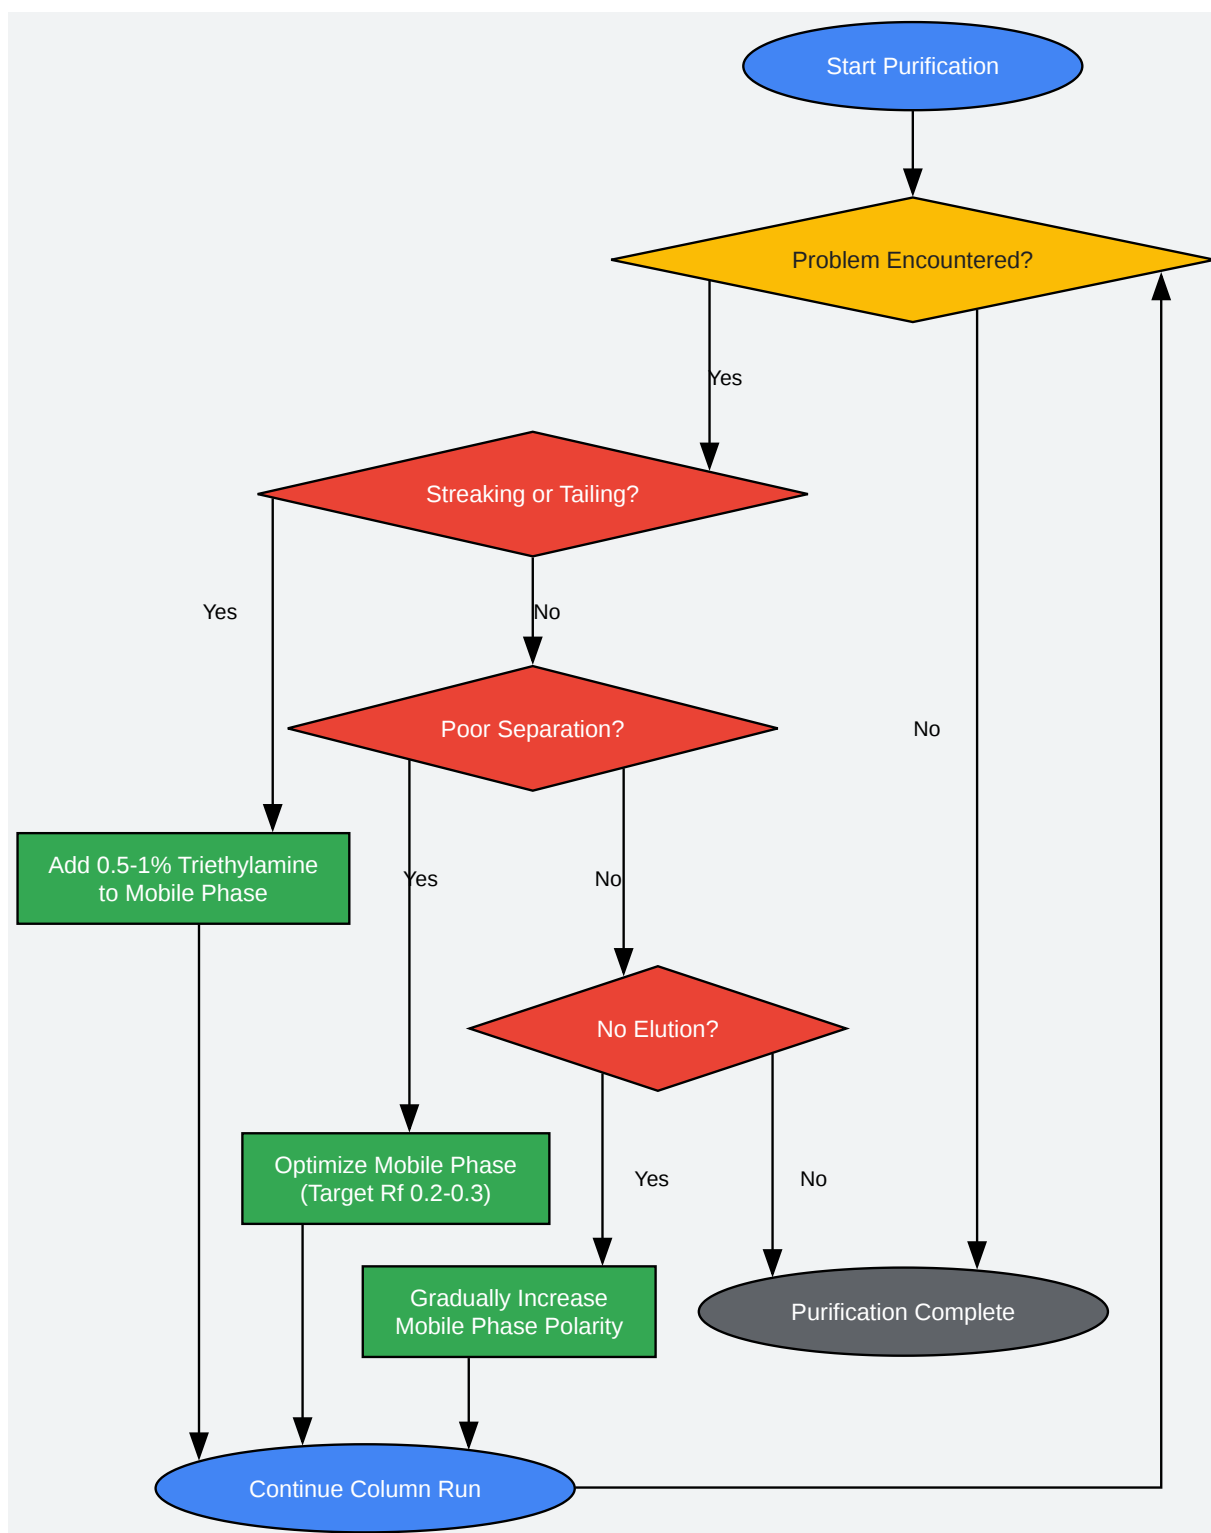 Start Purification
Problem Encountered?
Yes
Streaking or Tailing?
Yes
No
Poor Separation?
No
Add 0.5-1% Triethylamine
to Mobile Phase
Yes
No
No Elution?
Optimize Mobile Phase
(Target Rf 0.2-0.3)
Yes
No
Gradually Increase
Mobile Phase Polarity
Purification Complete
Continue Column Run